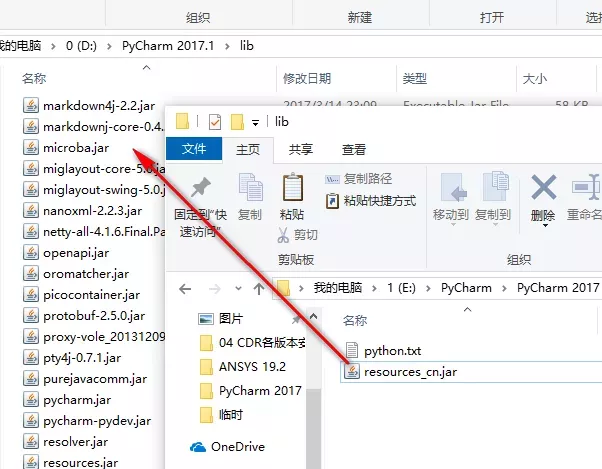 组织
新建
打开
选择
我的电脑 › 0 (D:) › PyCharm 2017.1 › lib
名称
修改日期
类型
大小
markdown4j-2.2.jar
2017/3/14 23:09
Executable Jar File
58 KB
markdownj-core-0.4.
microba.jar
miglayout-core-5.0.ja
miglayout-swing-5.0.
nanoxml-2.2.3.jar
netty-all-4.1.6.Final.Pa
openapi.jar
oromatcher.jar
picocontainer.jar
protobuf-2.5.0.jar
proxy-vole_20131209
pty4j-0.7.1.jar
purejavacomm.jar
pycharm.jar
pycharm-pydev.jar
resolver.jar
resources.jar
lib
文件
主页
共享
查看
固定到"快
速访问"
复制
粘贴
复制路径
粘贴快捷方式
剪切
移动到
复制到
删除
重命名
剪贴板
组织
我的电脑 › 1 (E:) › PyCharm › PyCharm 2017
图片
04 CDR各版本安
ANSYS 19.2
PyCharm 2017
临时
OneDrive
名称
python.txt
resources_cn.jar